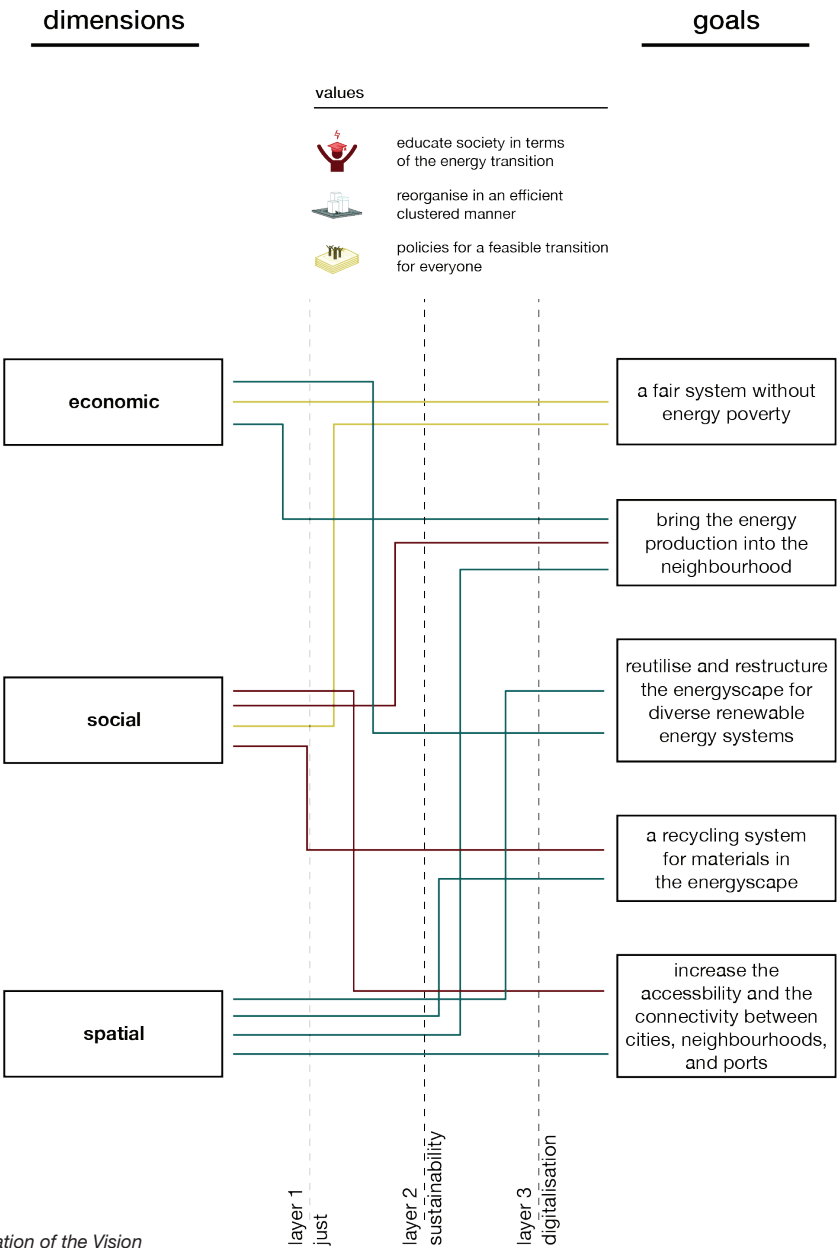 dimensions
goals
values
educate society in terms
of the energy transition
reorganise in an efficient
clustered manner
policies for a feasible transition
for everyone
economic
a fair system without
energy poverty
bring the energy
production into the
neighbourhood
reutilise and restructure
the energyscape for
diverse renewable
energy systems
social
a recycling system
for materials in
the energyscape
increase the
accessbility and the
connectivity between
cities, neighbourhoods,
and ports
spatial
layer 1
just
layer 2
sustainability
layer 3
digitalisation
of the Vision